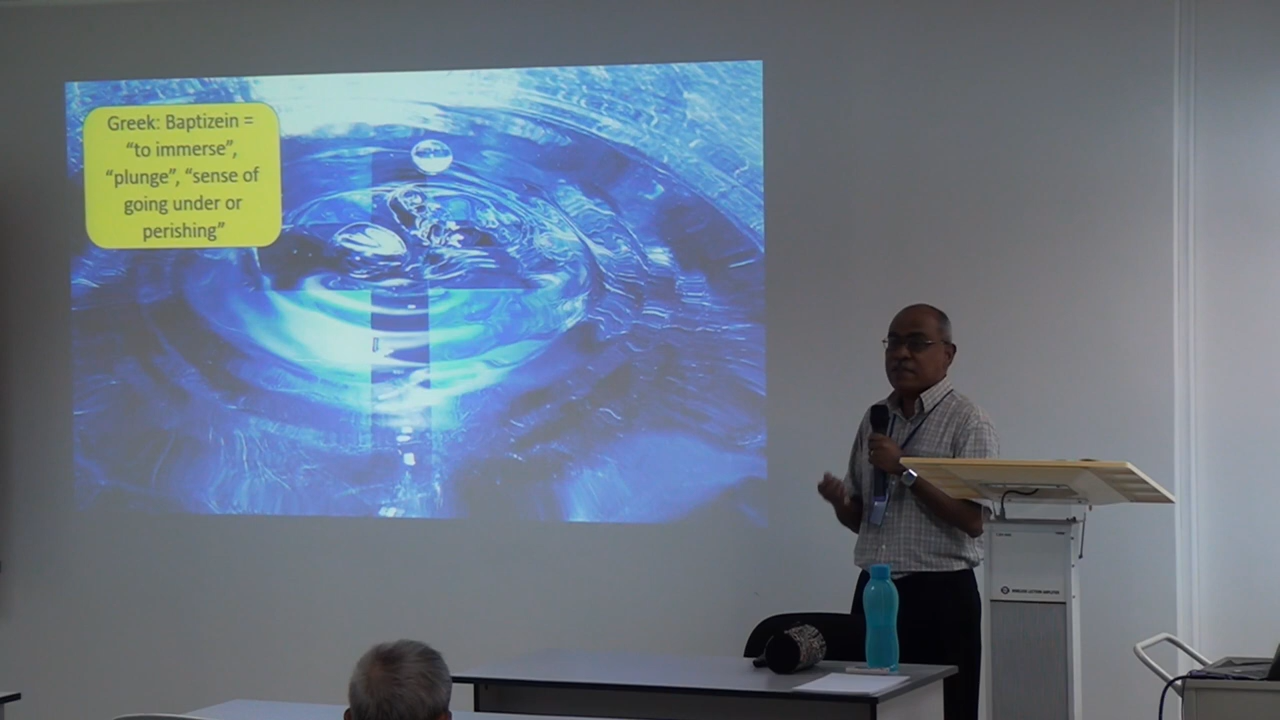 Greek: Baptizein =
“to immerse”,
“plunge”, “sense of
going under or
perishing”